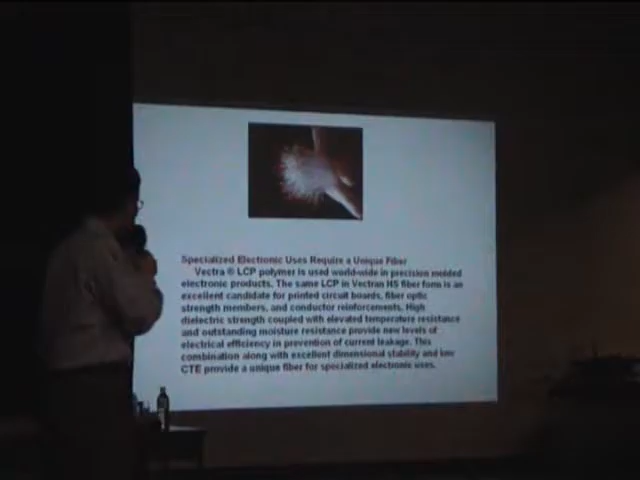 Specialized Electronic Uses Require a Unique Fiber
Vectra ® LCP polymer is used world-wide in precision molded
electronic products. The same LCP in Vectran HS fiber form is an
excellent candidate for printed circuit boards, fiber optic
strength members, and conductor reinforcements. High
dielectric strength coupled with elevated temperature resistance
and outstanding moisture resistance provide new levels of
electrical efficiency in prevention of current leakage. This
combination along with excellent dimensional stability and low
CTE provide a unique fiber for specialized electronic uses.